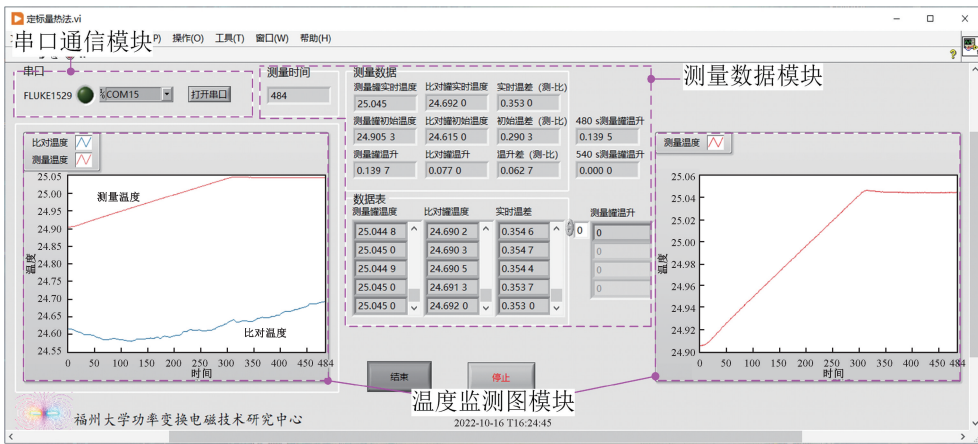 定标量热法.vi
P) 操作(O) 工具(T) 窗口(W) 帮助(H)
串口通信模块
?
串口
FLUKE1529 COM15 打开串口
测量时间
484
测量数据
测量罐实时温度 比对罐实时温度 实时温差 (测-比)
25.045 24.692 0 0.353 0
测量罐初始温度 比对罐初始温度 初始温差 (测-比) 480 s测量罐温升
24.905 3 24.615 0 0.290 3 0.139 5
测量罐温升 比对罐温升 温升差 (测-比) 540 s测量罐温升
0.139 7 0.077 0 0.062 7 0.000 0
测量数据模块
数据表
测量罐温度 比对罐温度 实时温差 测量罐温升
25.044 8 24.690 2 0.354 6 0 0
25.045 0 24.690 3 0.354 7 0
25.044 9 24.690 5 0.354 4 0
25.045 0 24.691 3 0.353 7 0
25.045 0 24.692 0 0.353 0
比对温度
测量温度
25.05
25.00
24.95
24.90
24.85
24.80
24.75
24.70
24.65
24.60
24.55
温度
测量温度
比对温度
0 50 100 150 200 250 300 350 400 450 484
时间
测量温度
25.06
25.04
25.02
25.00
24.98
24.96
24.94
24.92
24.90
温度
0 50 100 150 200 250 300 350 400 450 484
时间
结束 停止
温度监测图模块
福州大学功率变换电磁技术研究中心
2022-10-16 T16:24:45